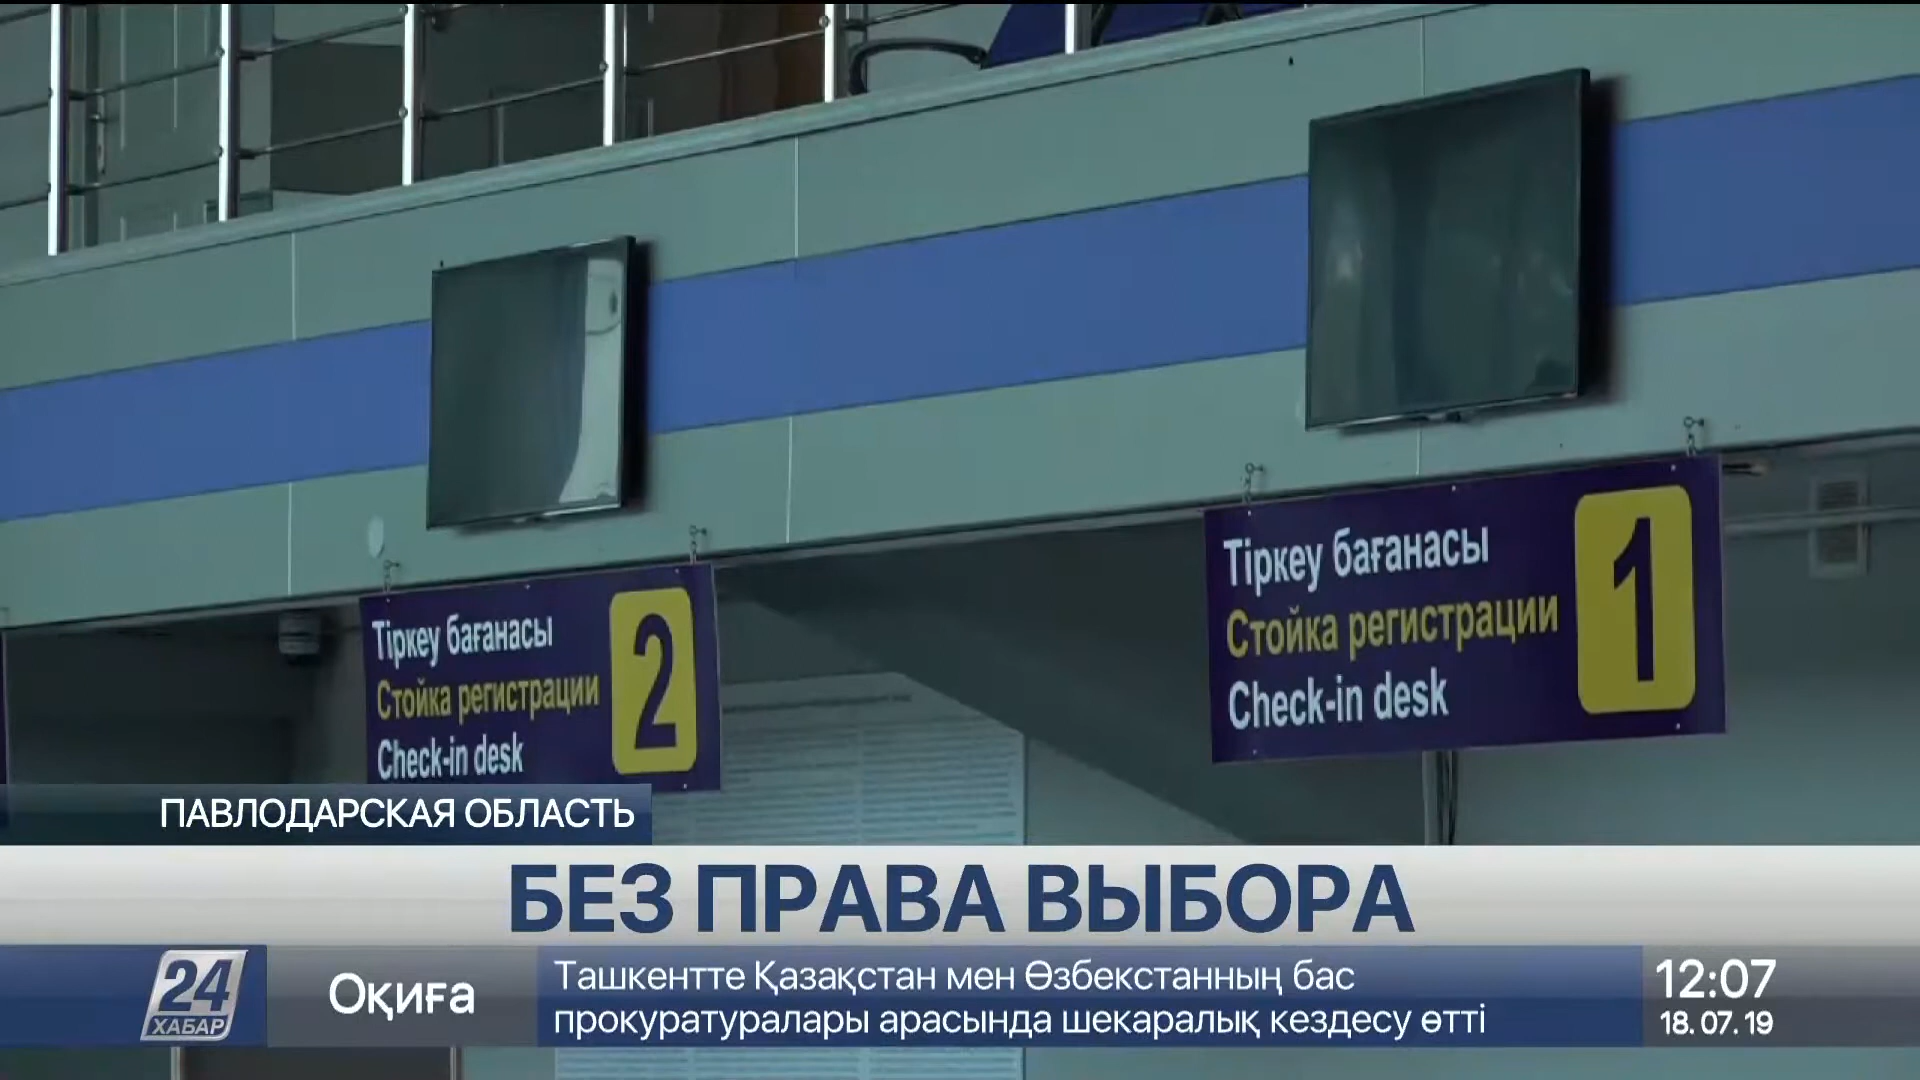 Тіркеу бағанасы
Стойка регистрации
Check-in desk
2
Тіркеу бағанасы
Стойка регистрации
Check-in desk
1
ПАВЛОДАРСКАЯ ОБЛАСТЬ
БЕЗ ПРАВА ВЫБОРА
24
ХАБАР
Оқиға
Ташкентте Қазақстан мен Өзбекстанның бас
прокуратуралары арасында шекаралық кездесу өтті
12:07
18. 07. 19